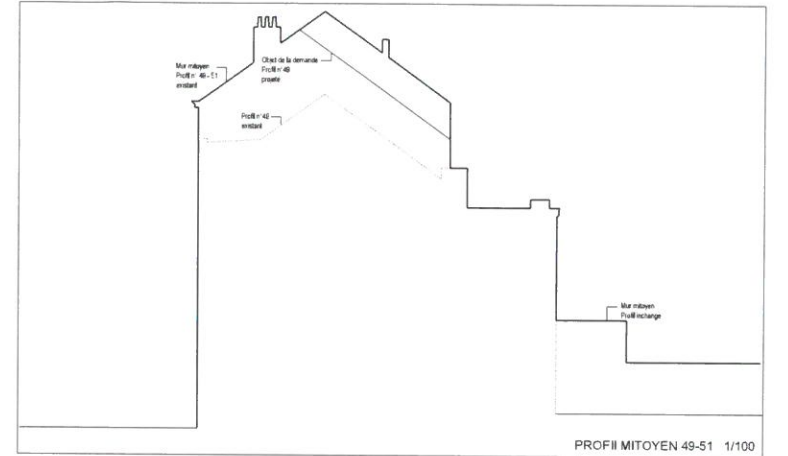 Mur mitoyen
Profil n° 49 - 51
existant
Objet de la demande
Profil n° 49
projeté
Profil n° 49
existant
Mur mitoyen
Profil inchangé
PROFIL MITOYEN 49-51 1/100